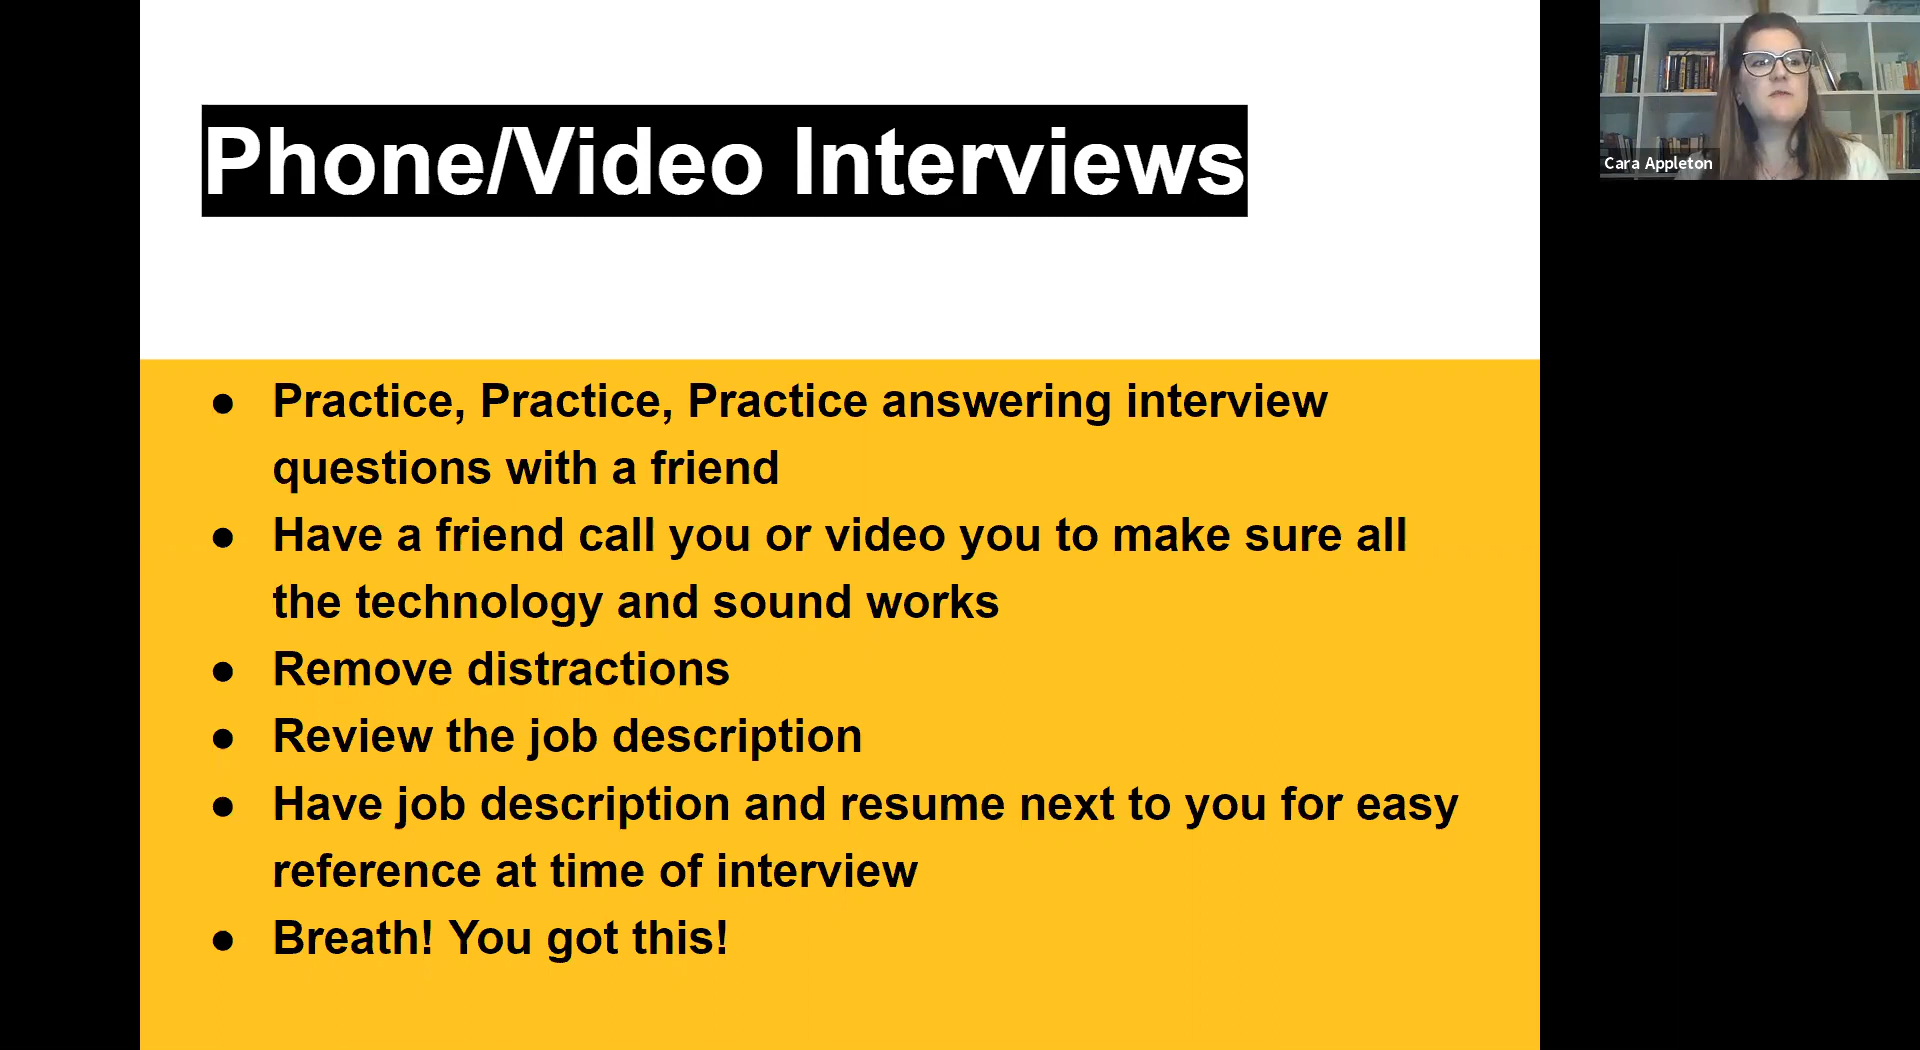 Phone/Video Interviews
Cara Appleton
● Practice, Practice, Practice answering interview
questions with a friend
● Have a friend call you or video you to make sure all
the technology and sound works
● Remove distractions
● Review the job description
● Have job description and resume next to you for easy
reference at time of interview
● Breath! You got this!